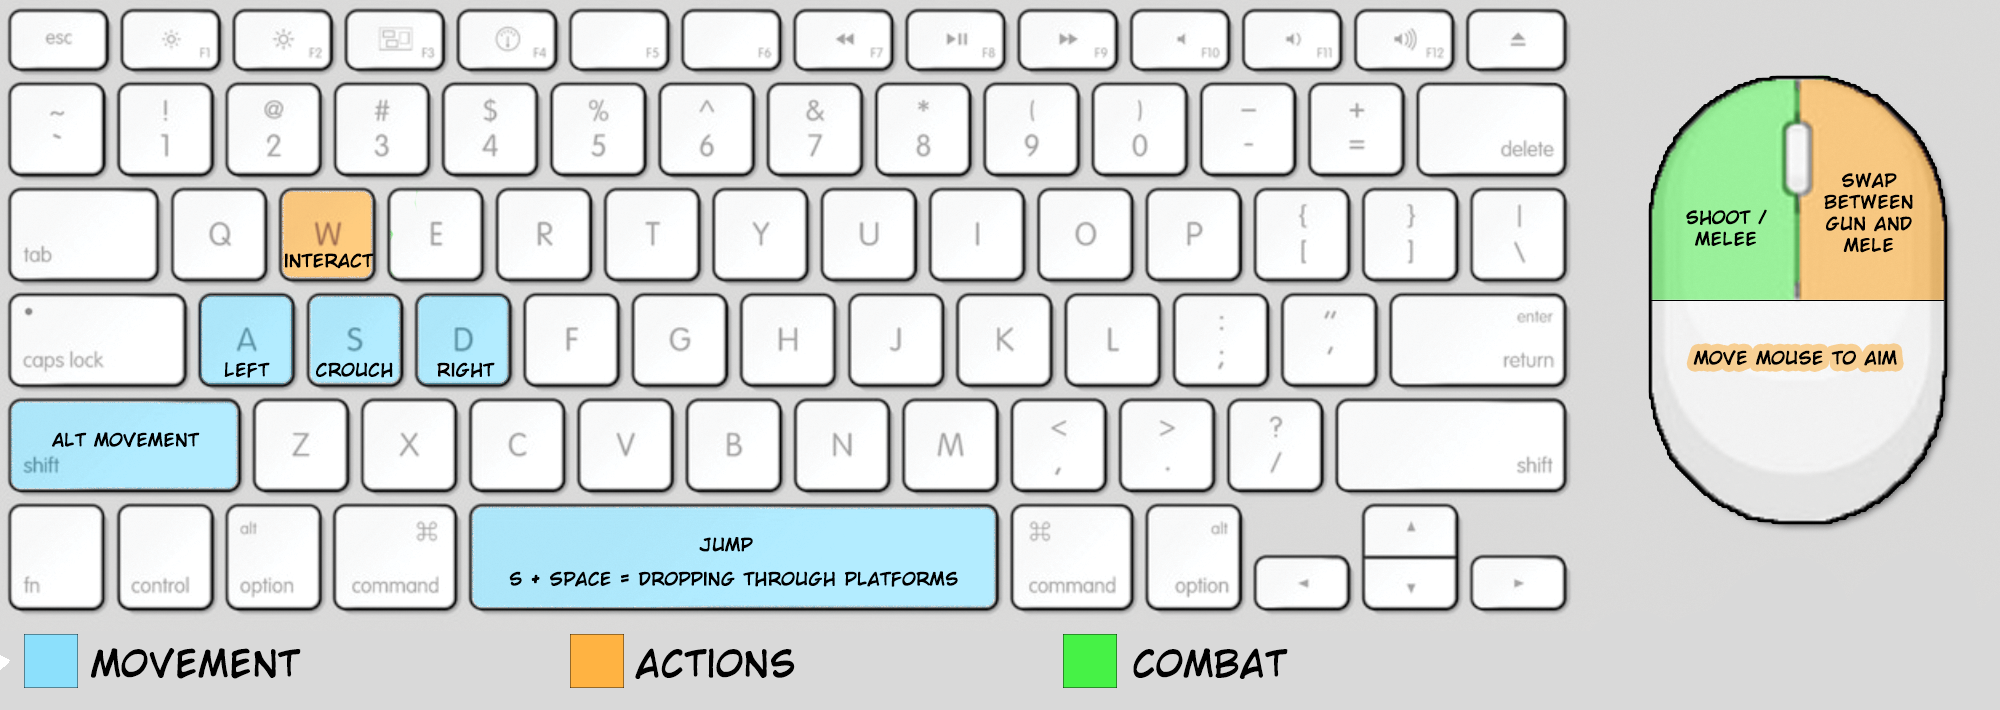 esc F1 F2 F3 F4 F5 F6 F7 F8 F9 F10 F11 F12
~ ! @ # $ % ^ & * ( ) – +
` 1 2 3 4 5 6 7 8 9 0 - = delete
tab Q W E R T Y U I O P { } |
INTERACT [ ] \
caps lock A S D F G H J K L : " enter
LEFT CROUCH RIGHT ; ' return
ALT MOVEMENT
shift Z X C V B N M < > ? shift
, . /
alt ⌘ JUMP ⌘ alt ▲
S + SPACE = DROPPING THROUGH PLATFORMS
fn control option command command option ◄ ▼ ►
SHOOT /
MELEE
SWAP
BETWEEN
GUN AND
MELE
MOVE MOUSE TO AIM
MOVEMENT ACTIONS COMBAT